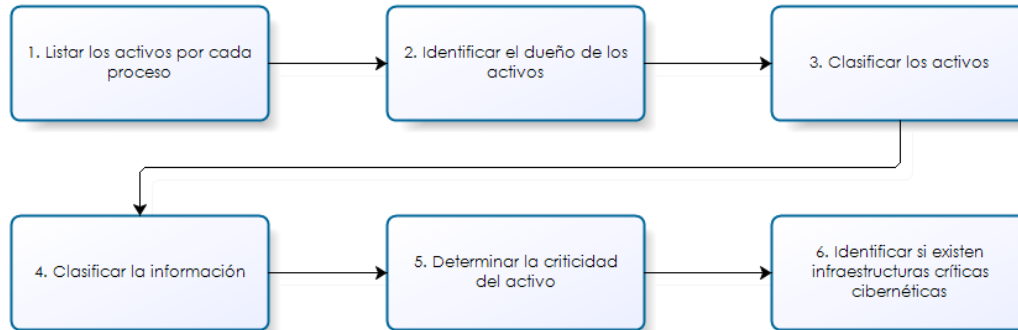 1. Listar los activos por cada
proceso
2. Identificar el dueño de los
activos
3. Clasificar los activos
4. Clasificar la información
5. Determinar la criticidad
del activo
6. Identificar si existen
infraestructuras críticas
cibernéticas